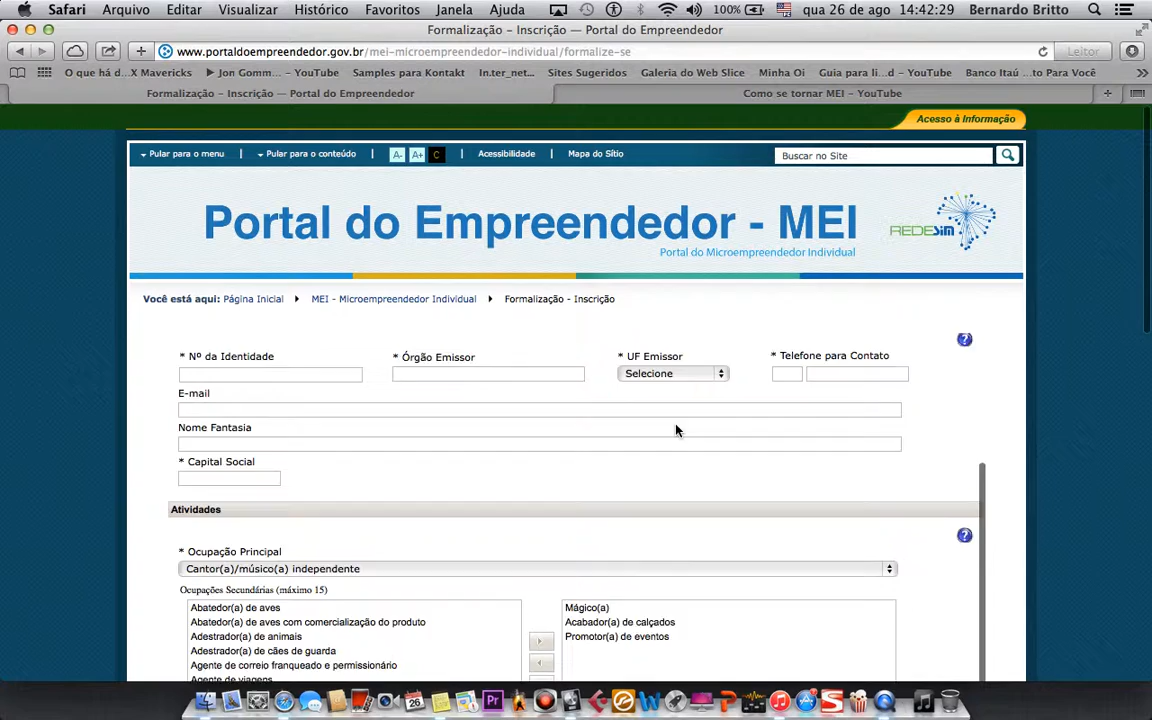 Safari Arquivo Editar Visualizar Histórico Favoritos Janela Ajuda 100% qua 26 de ago 14:42:29 Bernardo Britto
Formalização – Inscrição — Portal do Empreendedor
www.portaldoempreendedor.gov.br/mei-microempreendedor-individual/formalize-se Leitor
O que há d...X Mavericks Jon Gomm... – YouTube Samples para Kontakt In.ter_net... Sites Sugeridos Galeria do Web Slice Minha Oi Guia para li...d – YouTube Banco Itaú ...to Para Você
Formalização – Inscrição — Portal do Empreendedor Como se tornar MEI – YouTube
Acesso à Informação
Pular para o menu | Pular para o conteúdo | A- A+ C | Acessibilidade | Mapa do Sítio Buscar no Site
Portal do Empreendedor - MEI
REDESIM
Portal do Microempreendedor Individual
Você está aqui: Página Inicial MEI - Microempreendedor Individual Formalização - Inscrição
* Nº da Identidade * Órgão Emissor * UF Emissor * Telefone para Contato
Selecione
E-mail
Nome Fantasia
* Capital Social
Atividades
* Ocupação Principal
Cantor(a)/músico(a) independente
Ocupações Secundárias (máximo 15)
Abatedor(a) de aves Mágico(a)
Abatedor(a) de aves com comercialização do produto Acabador(a) de calçados
Adestrador(a) de animais Promotor(a) de eventos
Adestrador(a) de cães de guarda
Agente de correio franqueado e permissionário
Agente de viagens